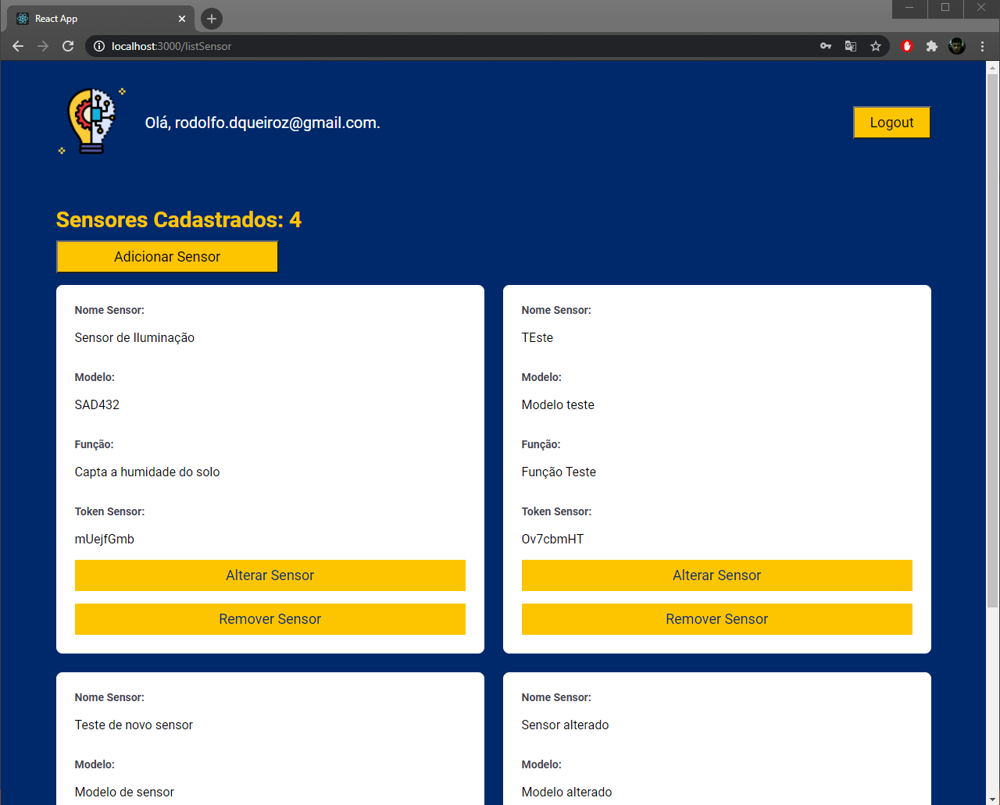 React App
localhost:3000/listSensor
Olá, rodolfo.dqueiroz@gmail.com.
Logout
Sensores Cadastrados: 4
Adicionar Sensor
Nome Sensor:
Sensor de Iluminação
Modelo:
SAD432
Função:
Capta a humidade do solo
Token Sensor:
mUejfGmb
Alterar Sensor
Remover Sensor
Nome Sensor:
TEste
Modelo:
Modelo teste
Função:
Função Teste
Token Sensor:
Ov7cbmHT
Alterar Sensor
Remover Sensor
Nome Sensor:
Teste de novo sensor
Modelo:
Modelo de sensor
Nome Sensor:
Sensor alterado
Modelo:
Modelo alterado